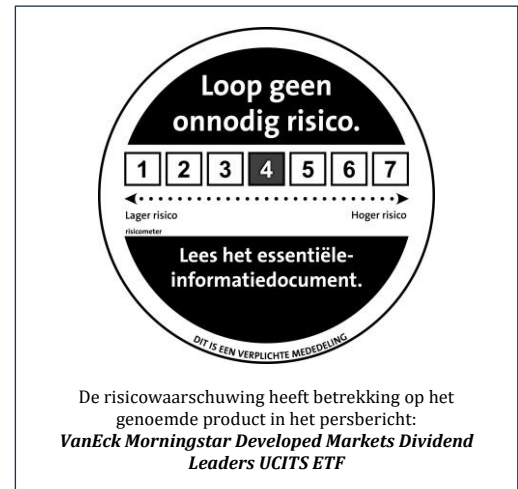 Loop geen
onnodig risico.
1 2 3 4 5 6 7
Lager risico Hoger risico
risicometer
Lees het essentiële-
informatiedocument.
DIT IS EEN VERPLICHTE MEDEDELING
De risicowaarschuwing heeft betrekking op het
genoemde product in het persbericht:
VanEck Morningstar Developed Markets Dividend
Leaders UCITS ETF